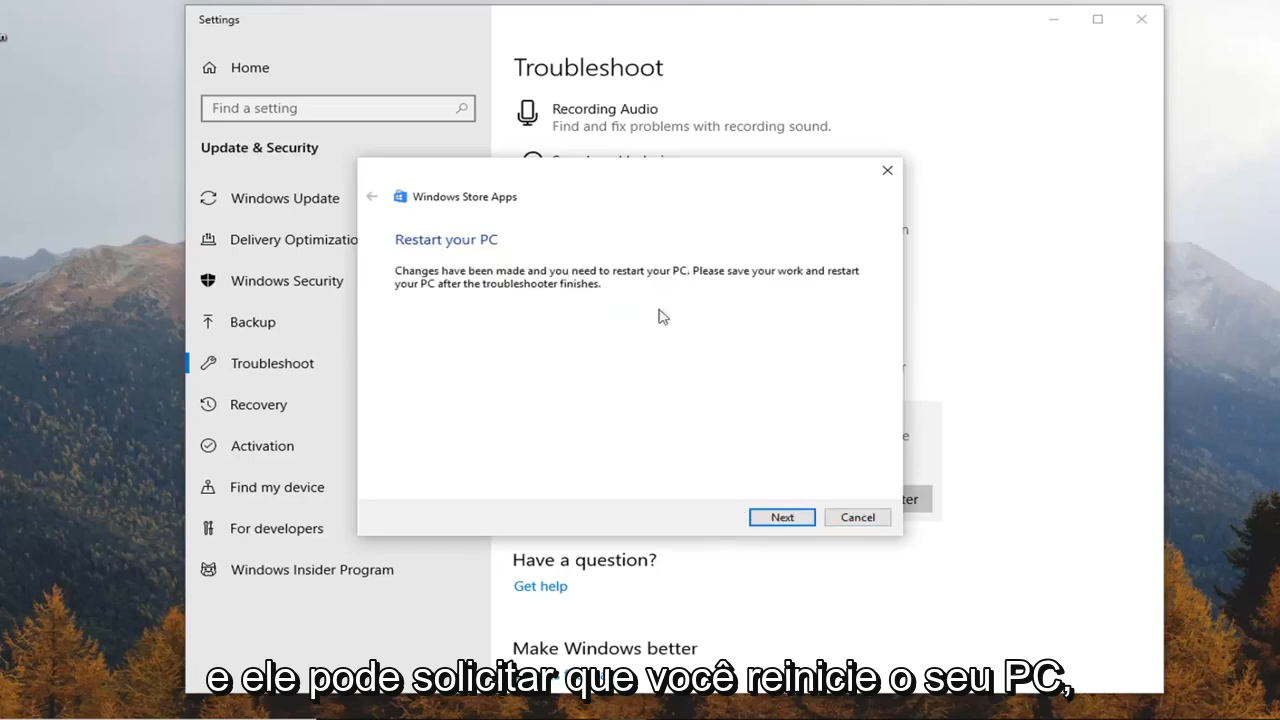 Settings
Home
Find a setting
Update & Security
Windows Update
Delivery Optimizatio
Windows Security
Backup
Troubleshoot
Recovery
Activation
Find my device
For developers
Windows Insider Program
Troubleshoot
Recording Audio
Find and fix problems with recording sound.
Windows Store Apps
Restart your PC
Changes have been made and you need to restart your PC. Please save your work and restart
your PC after the troubleshooter finishes.
Next
Cancel
Have a question?
Get help
Make Windows better
e ele pode solicitar que você reinicie o seu PC,